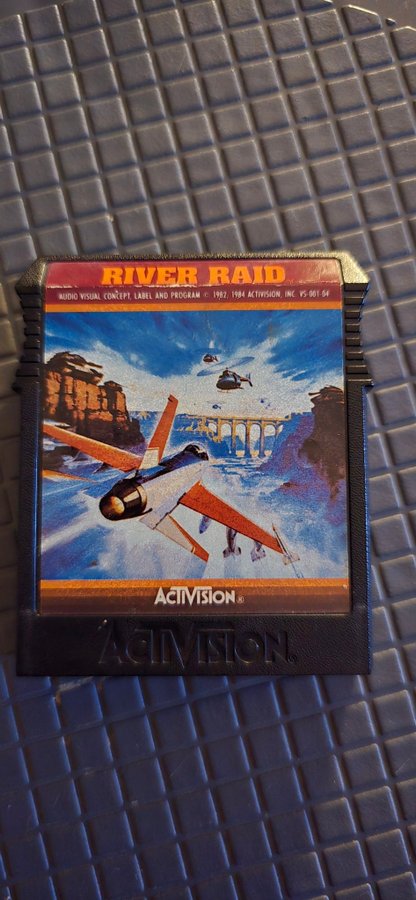 RIVER RAID
AUDIO VISUAL CONCEPT, LABEL AND PROGRAM © 1982, 1984 ACTIVISION, INC. VS-001-04
ACTIVISION®
ACTIVISION®